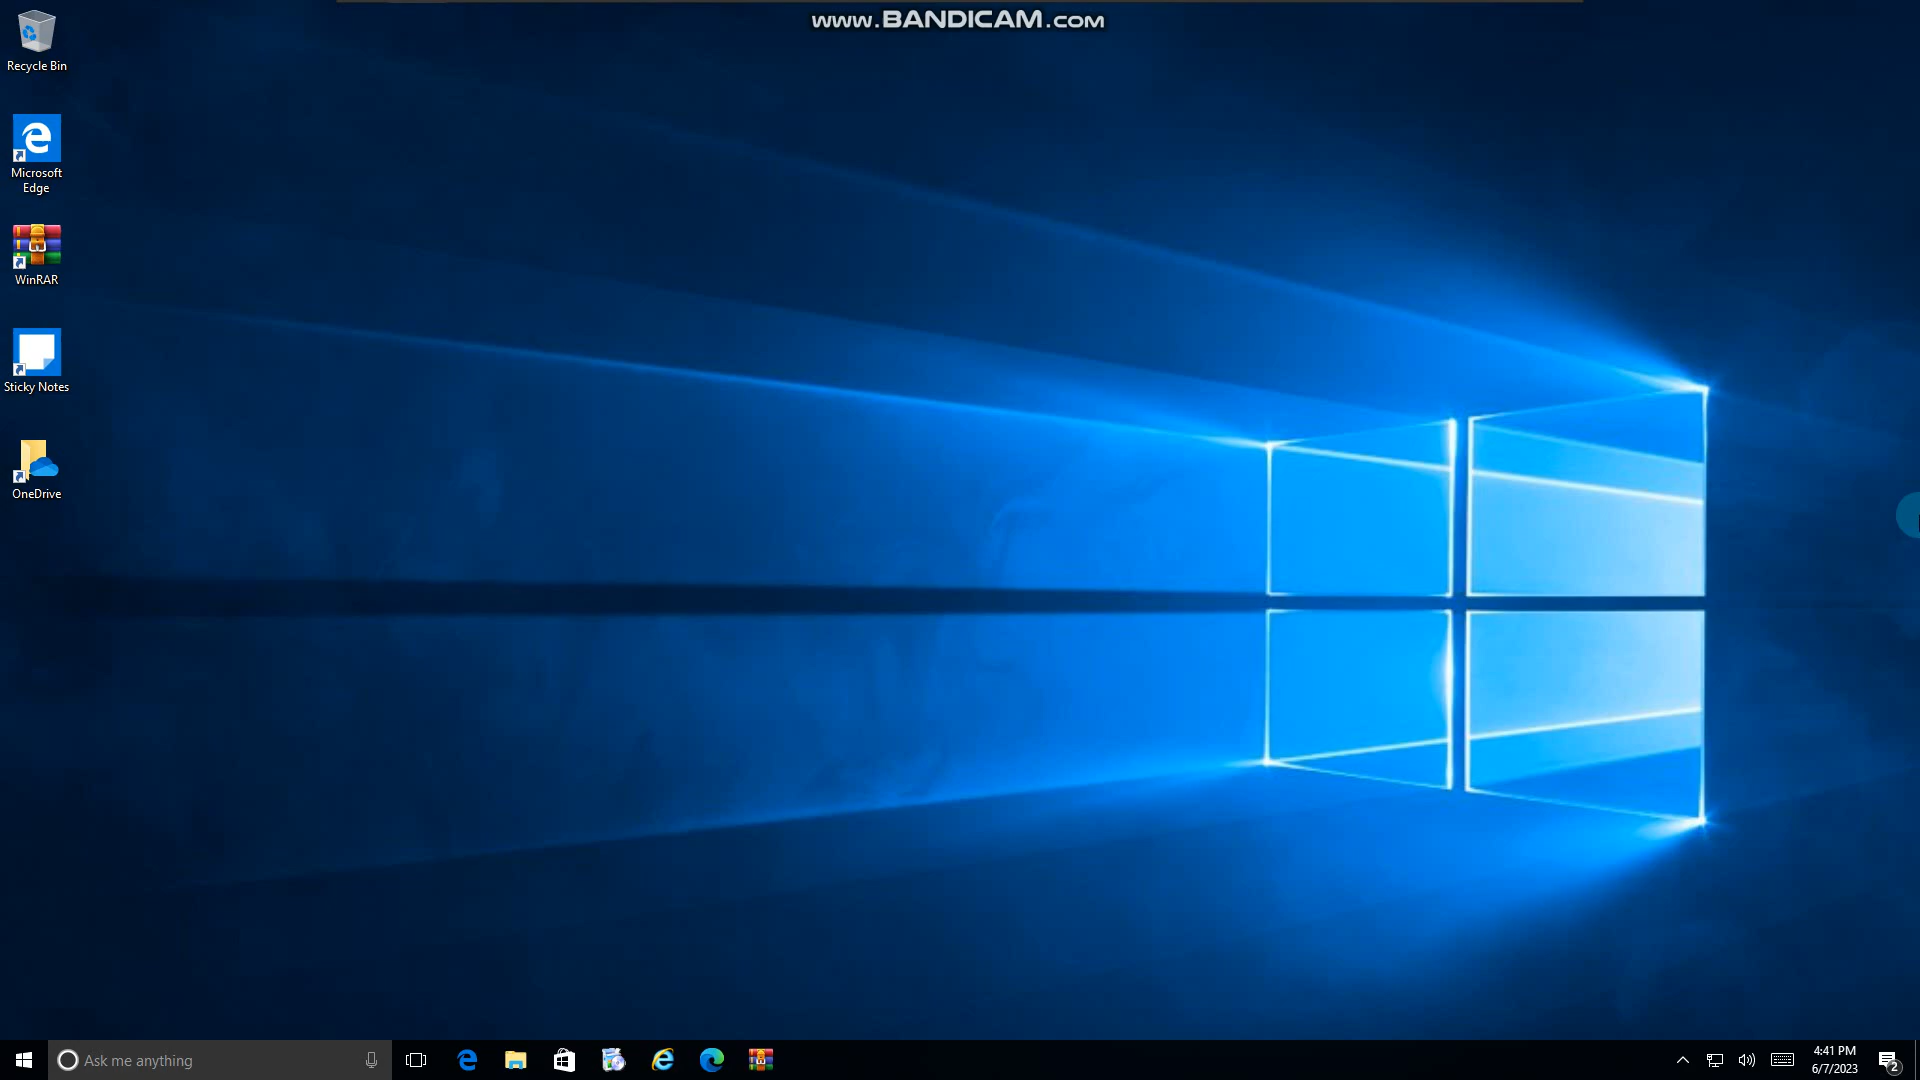 www.BANDICAM.com
Recycle Bin
Microsoft
Edge
WinRAR
Sticky Notes
OneDrive
Ask me anything
4:41 PM
6/7/2023
2